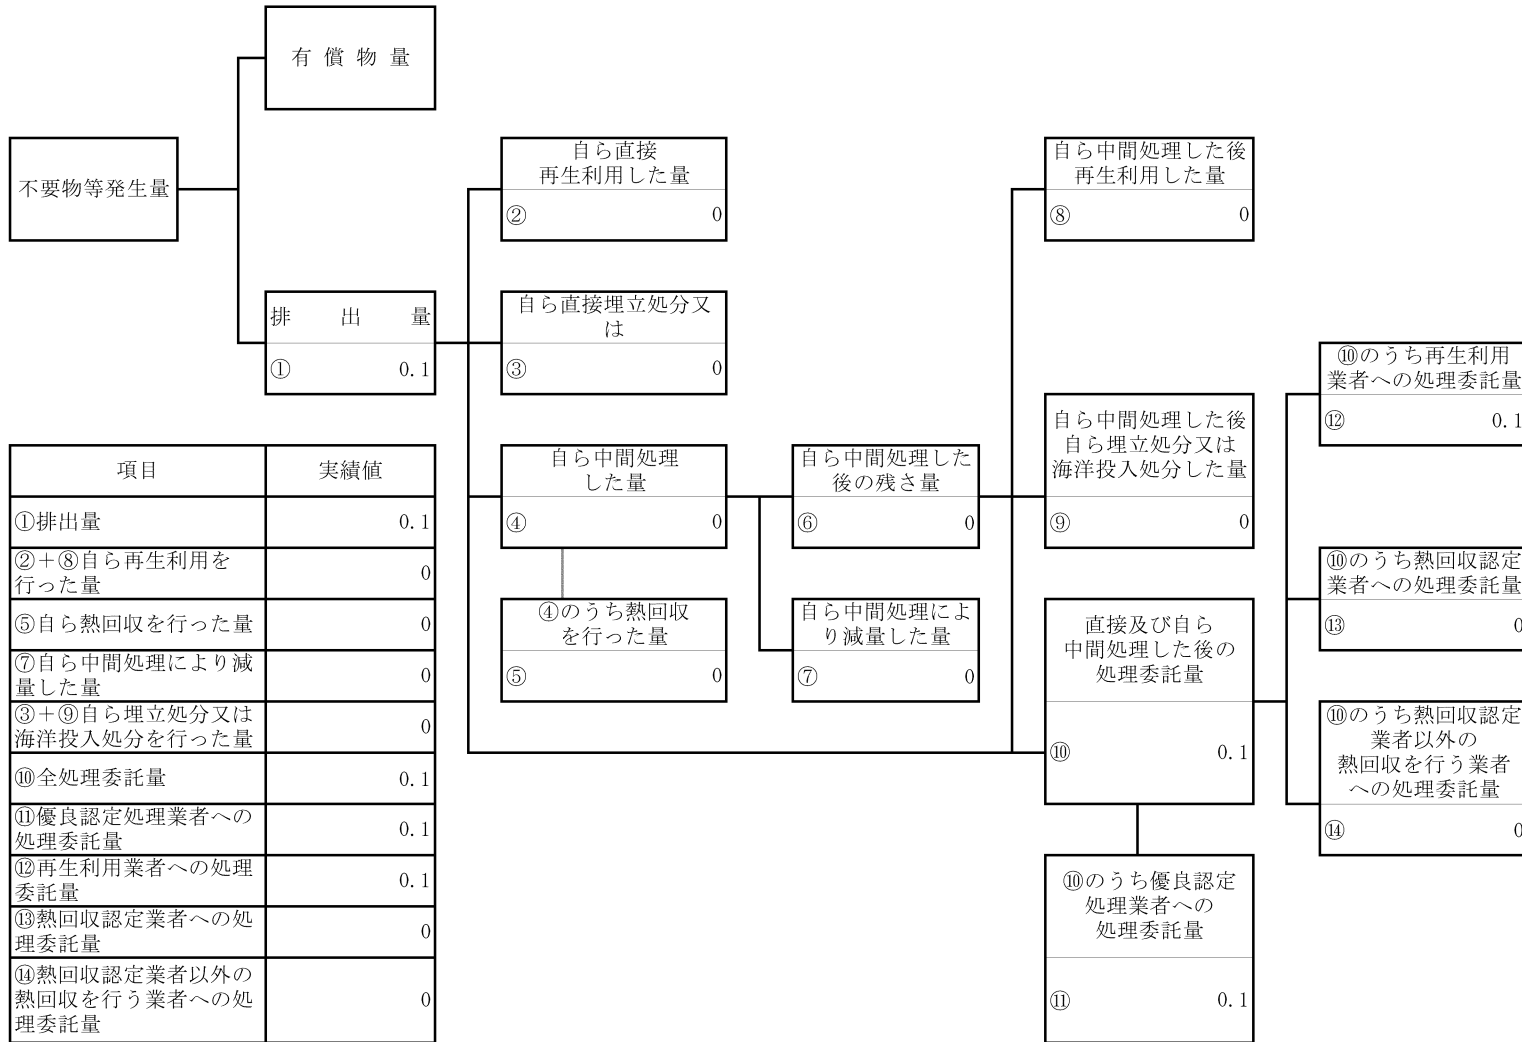 有償物量
不要物等発生量
自ら直接
再生利用した量
② 0
自ら中間処理した後
再生利用した量
⑧ 0
排出量
① 0.1
自ら直接埋立処分又
は
③ 0
⑩のうち再生利用
業者への処理委託量
⑫ 0.1
自ら中間処理
した量
④ 0
自ら中間処理した
後の残さ量
⑥ 0
自ら中間処理した後
自ら埋立処分又は
海洋投入処分した量
⑨ 0
⑩のうち熱回収認定
業者への処理委託量
⑬ 0
④のうち熱回収
を行った量
⑤ 0
自ら中間処理によ
り減量した量
⑦ 0
直接及び自ら
中間処理した後の
処理委託量
⑩ 0.1
⑩のうち熱回収認定
業者以外の
熱回収を行う業者
への処理委託量
⑭ 0
⑩のうち優良認定
処理業者への
処理委託量
⑪ 0.1
項目 実績値
①排出量 0.1
②+⑧自ら再生利用を
行った量 0
⑤自ら熱回収を行った量 0
⑦自ら中間処理により減
量した量 0
③+⑨自ら埋立処分又は
海洋投入処分を行った量 0
⑩全処理委託量 0.1
⑪優良認定処理業者への
処理委託量 0.1
⑫再生利用業者への処理
委託量 0.1
⑬熱回収認定業者への処
理委託量 0
⑭熱回収認定業者以外の
熱回収を行う業者への処
理委託量 0